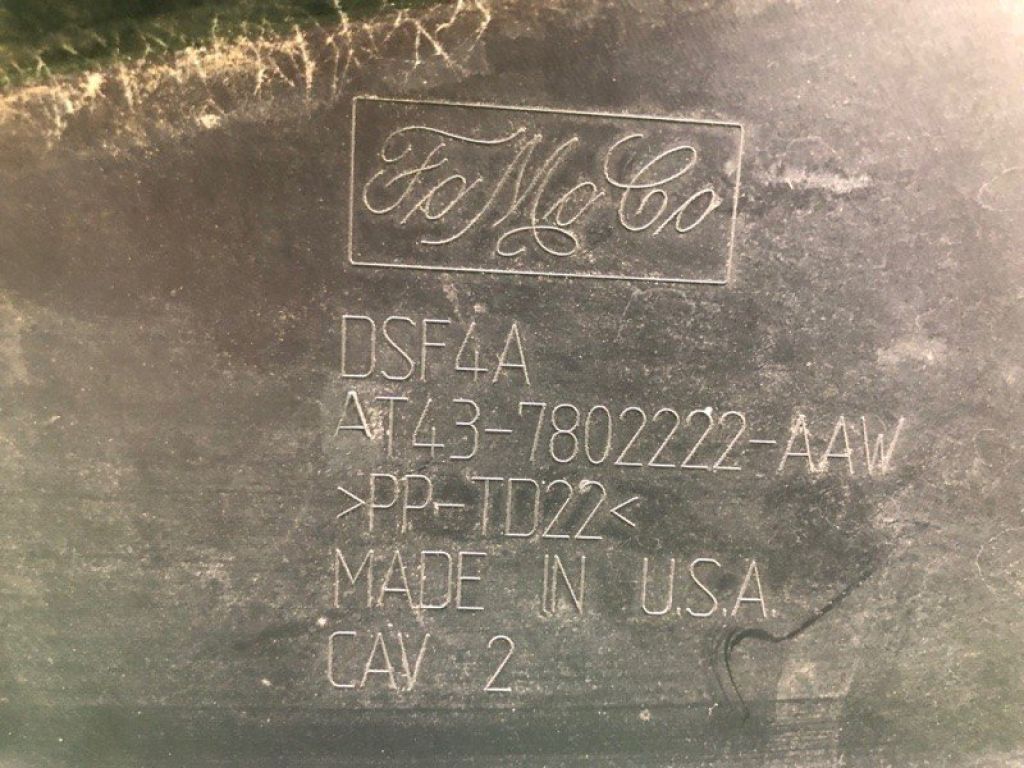 FoMoCo
DSF4A
AT43-7802222-AAW
>PP-TD22<
MADE IN U.S.A.
CAV 2